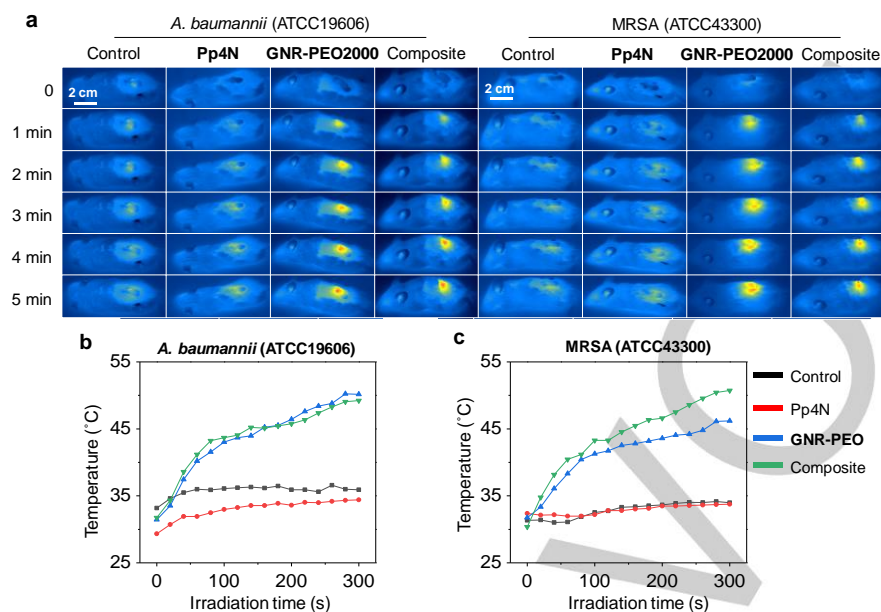 a
A. baumannii (ATCC19606) MRSA (ATCC43300)
Control Pp4N GNR-PEO2000 Composite Control Pp4N GNR-PEO2000 Composite
0
2 cm 2 cm
1 min
2 min
3 min
4 min
5 min
b A. baumannii (ATCC19606)
55
45
35
25
Temperature (°C)
0 100 200 300
Irradiation time (s)
c MRSA (ATCC43300)
55
45
35
25
Temperature (°C)
0 100 200 300
Irradiation time (s)
Control
Pp4N
GNR-PEO
Composite